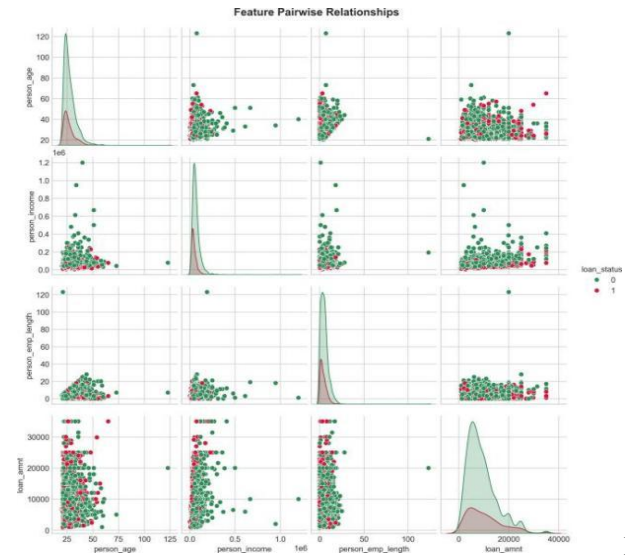 Feature Pairwise Relationships
120
100
80
60
40
20
person_age
1e6
1.2
1.0
0.8
0.6
0.4
0.2
0.0
person_income
loan_status
0
1
120
100
80
60
40
20
0
person_emp_length
30000
20000
10000
0
loan_amnt
25 50 75 100 125
person_age
0.0 0.5 1.0
1e6
person_income
0 50 100
person_emp_length
0 20000 40000
loan_amnt